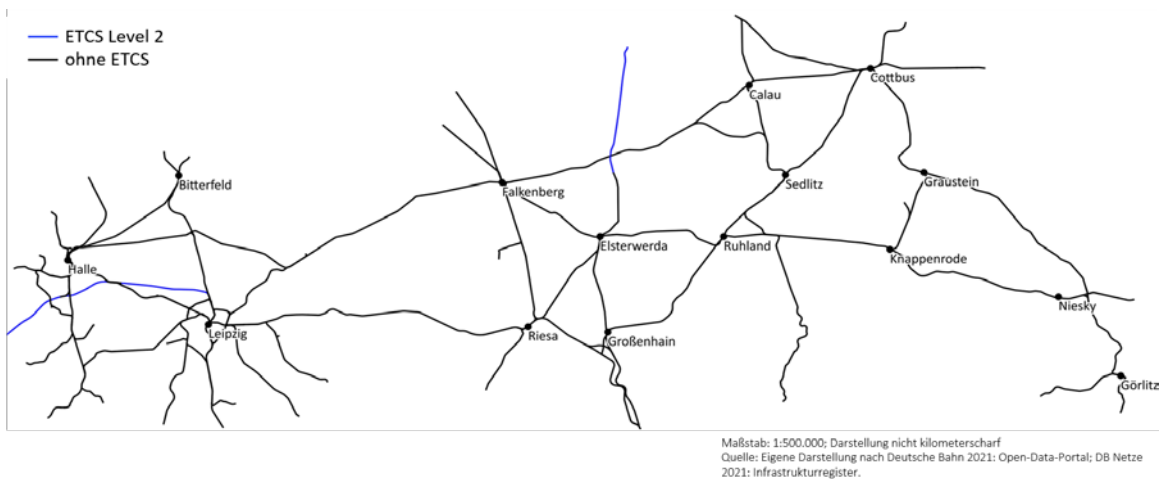 ETCS Level 2
ohne ETCS
Cottbus
Calau
Bitterfeld
Falkenberg
Sedlitz
Graustein
Halle
Elsterwerda
Ruhland
Knappenrode
Niesky
Leipzig
Riesa
Großenhain
Görlitz
Maßstab: 1:500.000; Darstellung nicht kilometerscharf
Quelle: Eigene Darstellung nach Deutsche Bahn 2021: Open-Data-Portal; DB Netze
2021: Infrastrukturregister.